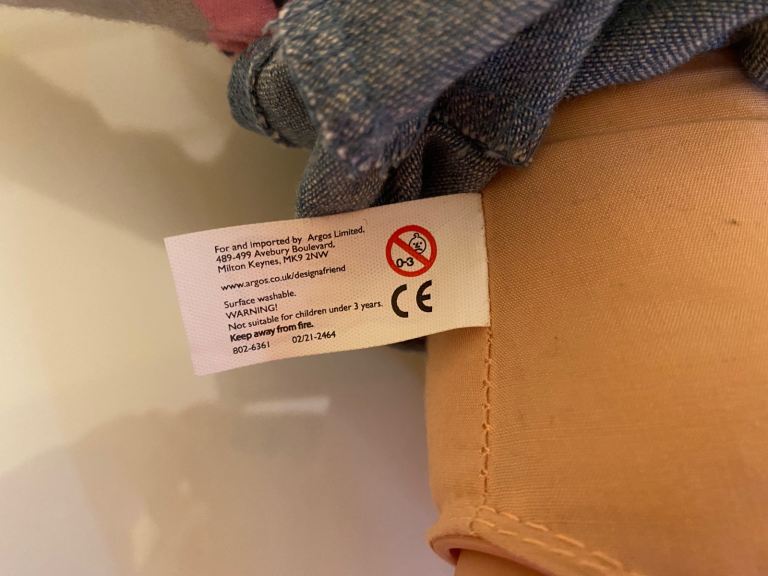 For and imported by Argos Limited,
489-499 Avebury Boulevard,
Milton Keynes, MK9 2NW
www.argos.co.uk/designafriend
Surface washable.
WARNING!
Not suitable for children under 3 years.
Keep away from fire.
802-6361 02/21-2464
0-3
CE